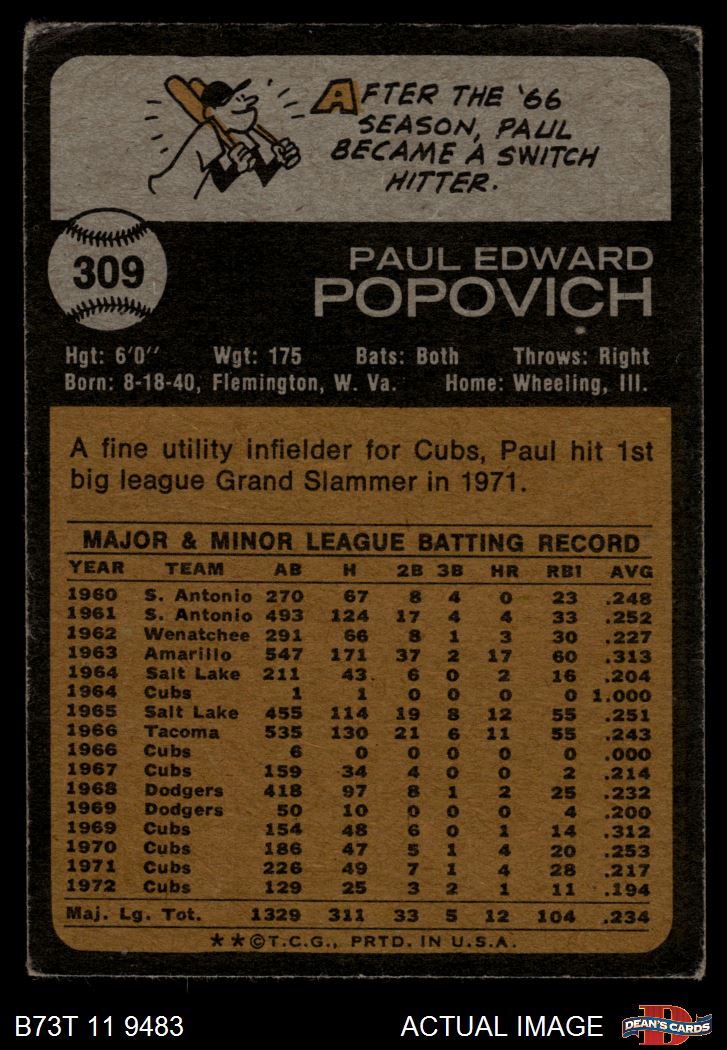 AFTER THE '66
SEASON, PAUL
BECAME A SWITCH
HITTER.
309
PAUL EDWARD
POPOVICH
Hgt: 6'0" Wgt: 175 Bats: Both Throws: Right
Born: 8-18-40, Flemington, W. Va. Home: Wheeling, Ill.
A fine utility infielder for Cubs, Paul hit 1st
big league Grand Slammer in 1971.
MAJOR & MINOR LEAGUE BATTING RECORD
YEAR TEAM AB H 2B 3B HR RBI AVG
1960 S. Antonio 270 67 8 4 0 23 .248
1961 S. Antonio 493 124 17 4 4 33 .252
1962 Wenatchee 291 66 8 1 3 30 .227
1963 Amarillo 547 171 37 2 17 60 .313
1964 Salt Lake 211 43 6 0 2 16 .204
1964 Cubs 1 1 0 0 0 0 1.000
1965 Salt Lake 455 114 19 8 12 55 .251
1966 Tacoma 535 130 21 6 11 55 .243
1966 Cubs 6 0 0 0 0 0 .000
1967 Cubs 159 34 4 0 0 2 .214
1968 Dodgers 418 97 8 1 2 25 .232
1969 Dodgers 50 10 0 0 0 4 .200
1969 Cubs 154 48 6 0 1 14 .312
1970 Cubs 186 47 5 1 4 20 .253
1971 Cubs 226 49 7 1 4 28 .217
1972 Cubs 129 25 3 2 1 11 .194
Maj. Lg. Tot. 1329 311 33 5 12 104 .234
★★©T.C.G., PRTD. IN U.S.A.
B73T 11 9483 ACTUAL IMAGE D DEAN'S CARDS